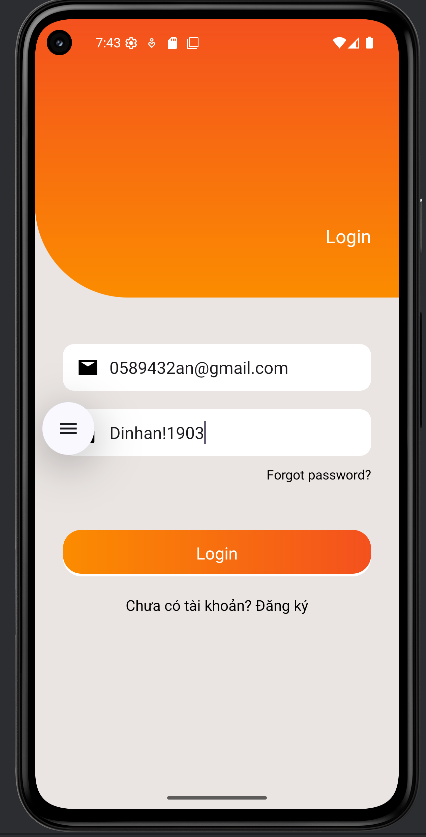 7:43
Login
0589432an@gmail.com
Dinhan!1903
Forgot password?
Login
Chưa có tài khoản? Đăng ký